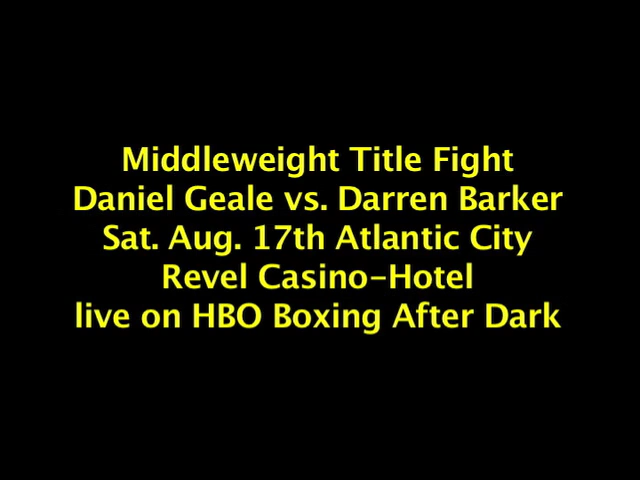 Middleweight Title Fight
Daniel Geale vs. Darren Barker
Sat. Aug. 17th Atlantic City
Revel Casino-Hotel
live on HBO Boxing After Dark